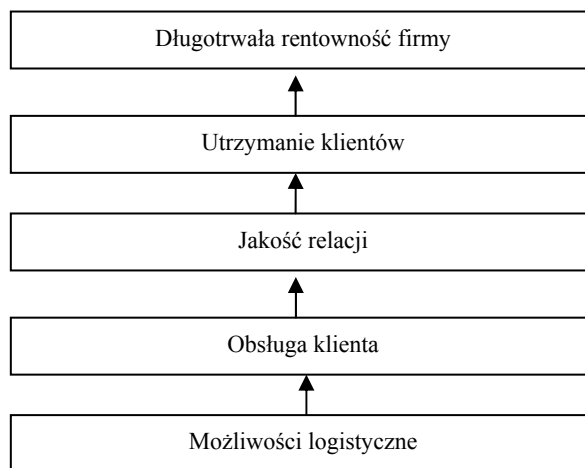 Długotrwała rentowność firmy
Utrzymanie klientów
Jakość relacji
Obsługa klienta
Możliwości logistyczne